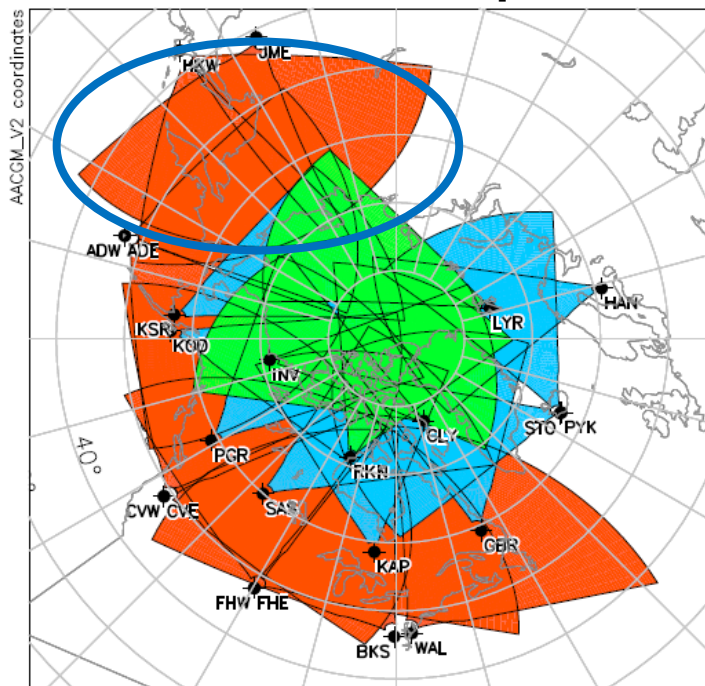 AACGM_V2 coordinates
HKW JME
ADW ADE
HAN
LYR
KSR
KOD
INV
STO PYK
CLY
PGR
RKN
40°
CVW CVE
SAS
GBR
KAP
FHW FHE
BKS WAL